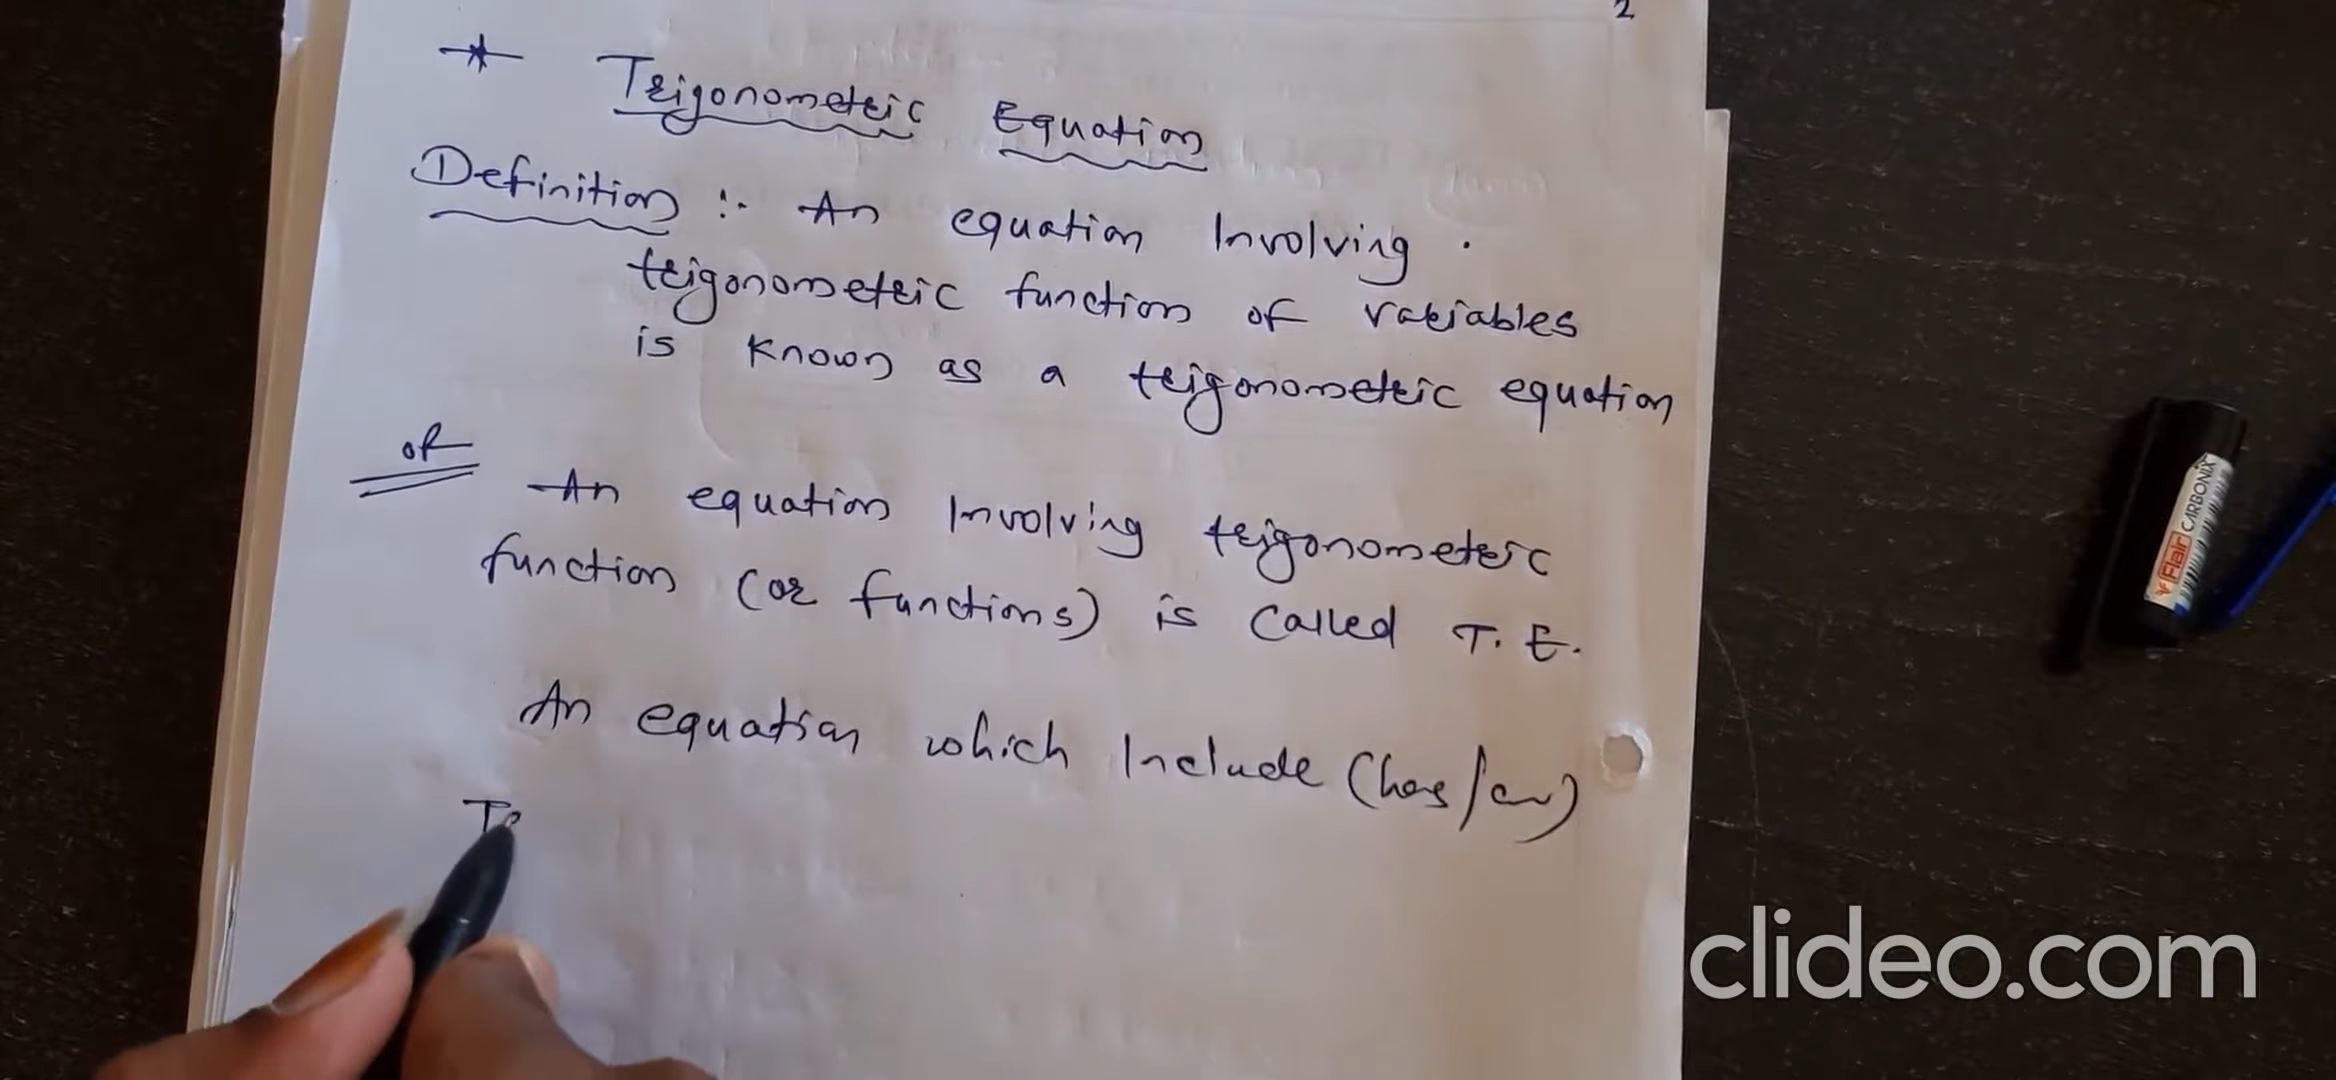 2
Trigonometric Equation
Definition :- An equation Involving .
trigonometric function of variables
is known as a trigonometric equation
or
An equation Involving trigonometric
function (or functions) is called T.E.
An equation which Include (has/
Flair CARBONIX
clideo.com